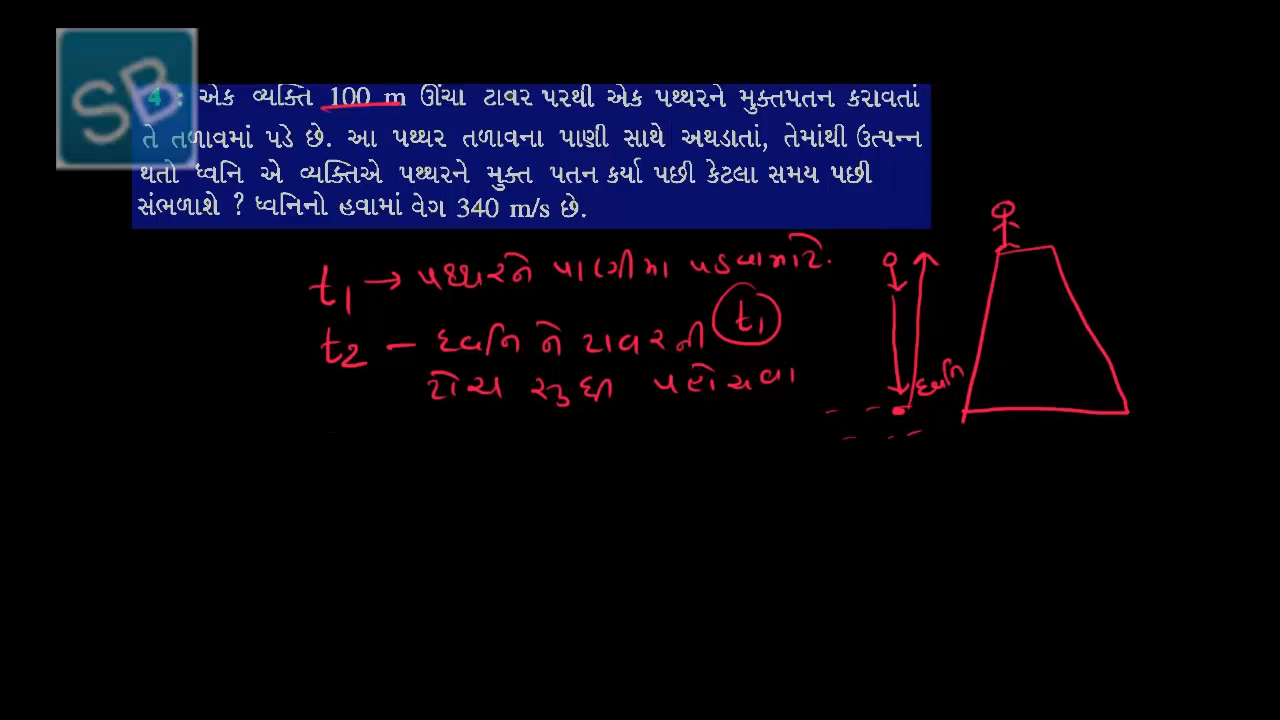 SB
4 : એક વ્યક્તિ 100 m ઊંચા ટાવર પરથી એક પથ્થરને મુક્તપતન કરાવતાં
તે તળાવમાં પડે છે. આ પથ્થર તળાવના પાણી સાથે અથડાતાં, તેમાંથી ઉત્પન્ન
થતો ધ્વનિ એ વ્યક્તિએ પથ્થરને મુક્ત પતન કર્યા પછી કેટલા સમય પછી
સંભળાશે ? ધ્વનિનો હવામાં વેગ 340 m/s છે.
t1 → પથ્થરને પાણીમા પડવા માટે.
t2 – ધ્વનિ ને ટાવરની t1
ટોચ સુધી પહોચવા
ધ્વનિ